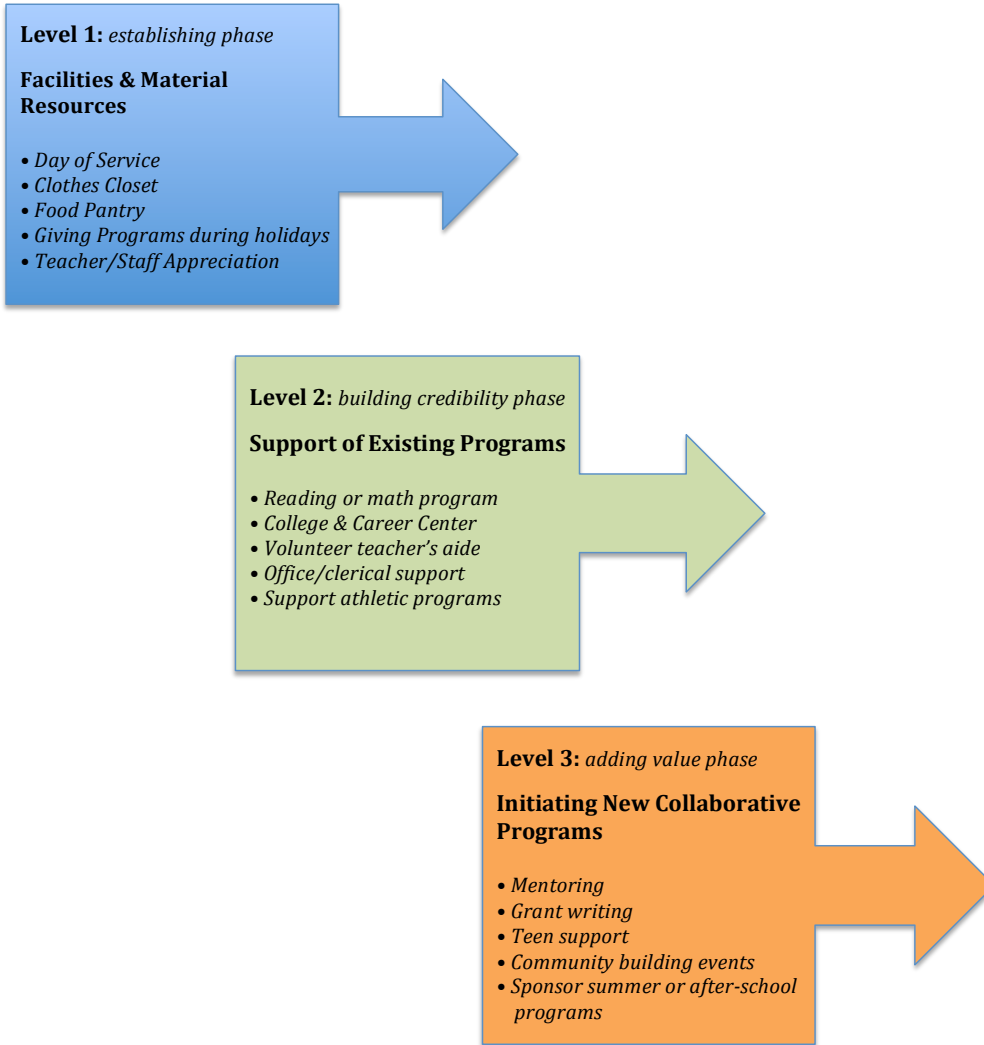 Level 1: establishing phase
Facilities & Material
Resources
• Day of Service
• Clothes Closet
• Food Pantry
• Giving Programs during holidays
• Teacher/Staff Appreciation
Level 2: building credibility phase
Support of Existing Programs
• Reading or math program
• College & Career Center
• Volunteer teacher’s aide
• Office/clerical support
• Support athletic programs
Level 3: adding value phase
Initiating New Collaborative
Programs
• Mentoring
• Grant writing
• Teen support
• Community building events
• Sponsor summer or after-school
programs